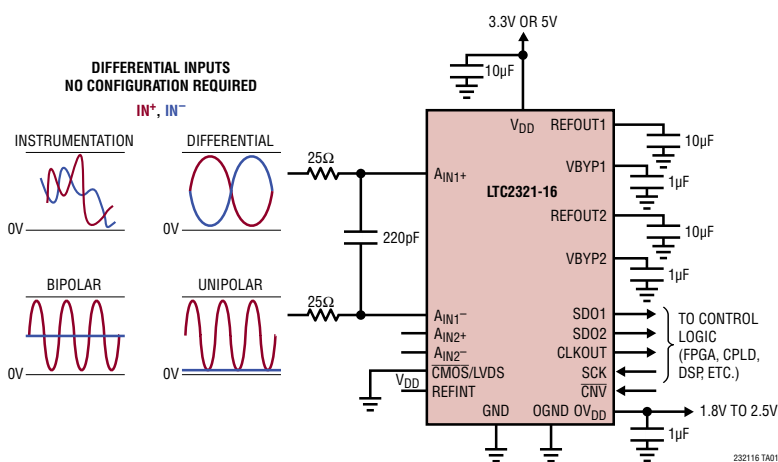 3.3V OR 5V
10µF
DIFFERENTIAL INPUTS
NO CONFIGURATION REQUIRED
IN+, IN−
INSTRUMENTATION
0V
DIFFERENTIAL
0V
BIPOLAR
0V
UNIPOLAR
0V
25Ω
220pF
25Ω
VDD
REFOUT1
10µF
AIN1+
VBYP1
1µF
LTC2321-16
REFOUT2
10µF
VBYP2
1µF
AIN1−
AIN2+
AIN2−
CMOS/LVDS
VDD
REFINT
SDO1
SDO2
CLKOUT
SCK
CNV
TO CONTROL
LOGIC
(FPGA, CPLD,
DSP, ETC.)
GND
OGND OVDD
1.8V TO 2.5V
1µF
232116 TA01